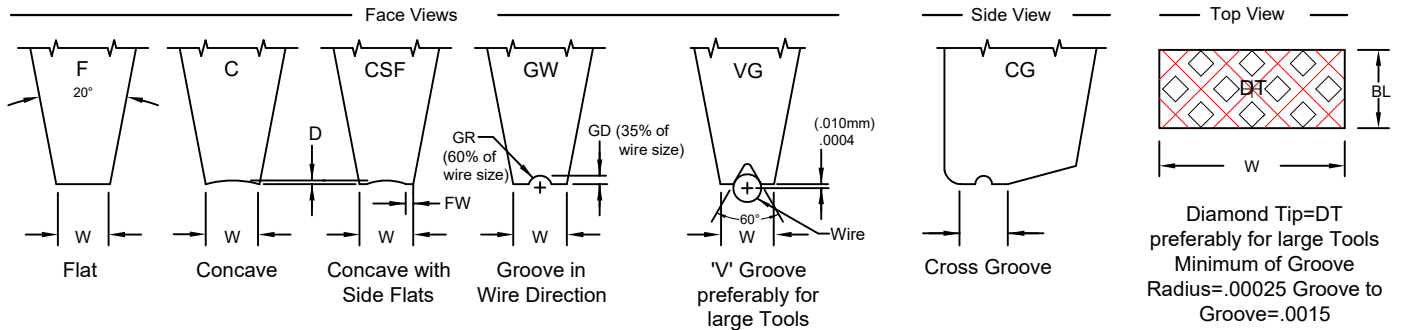 Face Views
Side View
Top View
F
20°
C
CSF
GW
VG
CG
DT
BL
D
GR
(60% of
wire size)
GD (35% of
wire size)
(.010mm)
.0004
FW
60°
Wire
W
W
W
W
W
W
Flat
Concave
Concave with
Side Flats
Groove in
Wire Direction
'V' Groove
preferably for
large Tools
Cross Groove
Diamond Tip=DT
preferably for large Tools
Minimum of Groove
Radius=.00025 Groove to
Groove=.0015